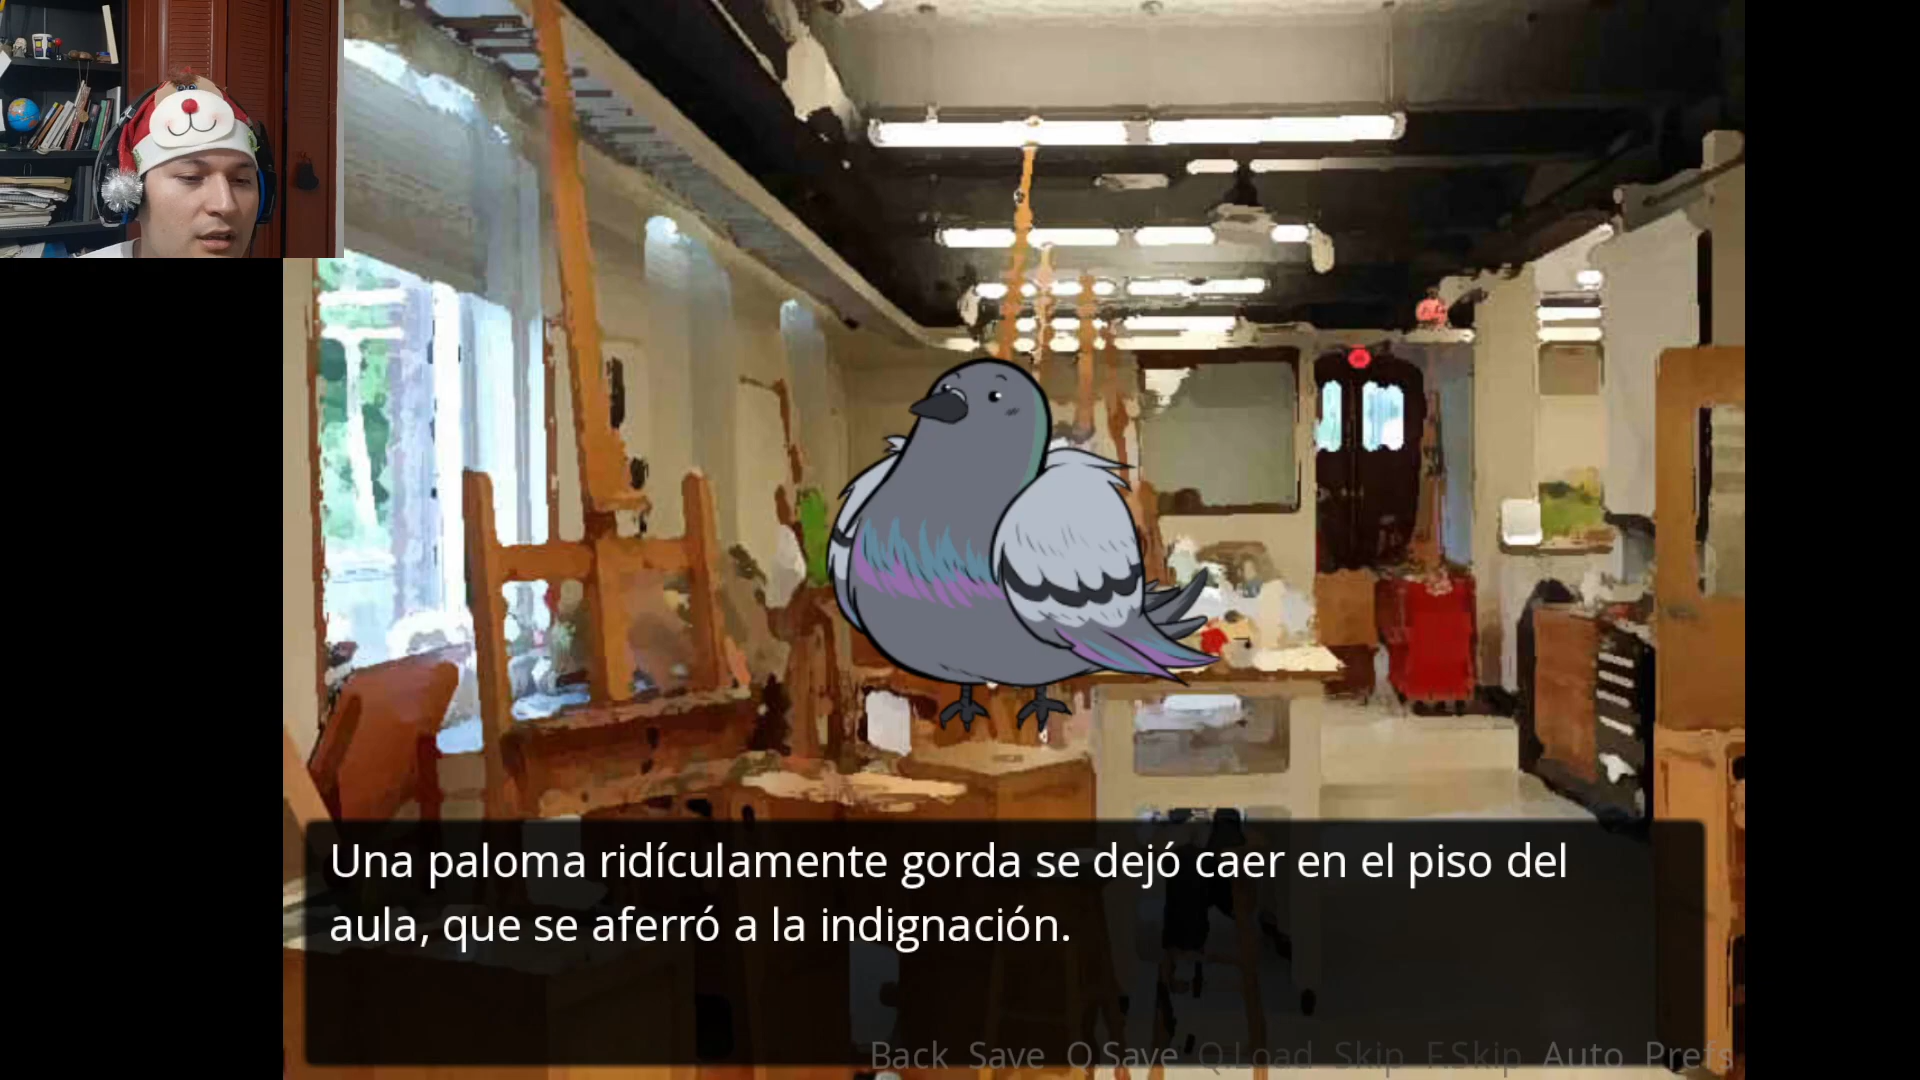 Una paloma ridículamente gorda se dejó caer en el piso del
aula, que se aferró a la indignación.
Back Save Q.Save Q.Load Skip F.Skip Auto Prefs